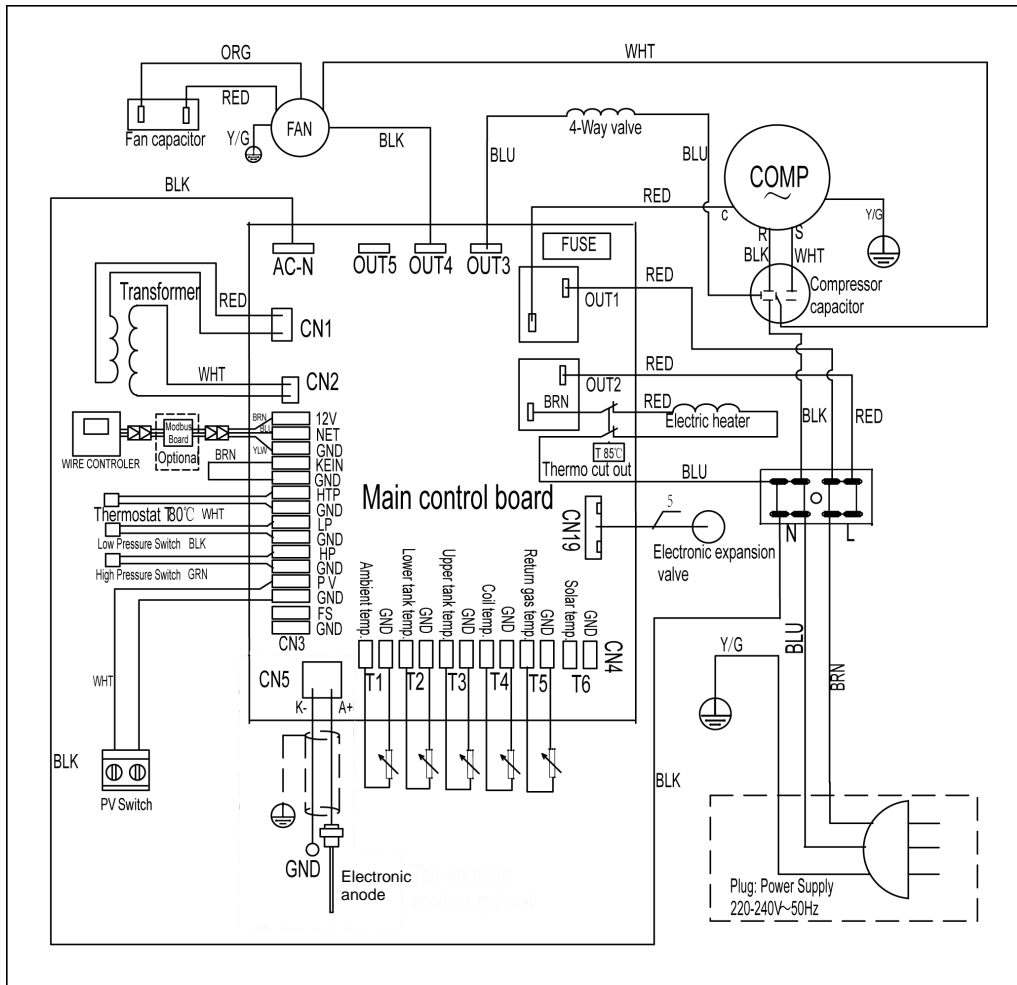 ORG
WHT
RED
Fan capacitor
Y/G
FAN
BLK
4-Way valve
BLU
BLU
COMP
BLK
RED
C
Y/G
R
S
BLK
WHT
Compressor
capacitor
AC-N
OUT5
OUT4
OUT3
FUSE
OUT1
RED
Transformer
RED
CN1
WHT
CN2
OUT2
RED
BRN
RED
Electric heater
BLK
RED
T 85℃
Thermo cut out
BLU
WIRE CONTROLER
Modbus
Board
Optional
BRN
BLU
YLW
BRN
12V
NET
GND
KEIN
GND
HTP
GND
LP
GND
HP
GND
PV
GND
FS
GND
CN3
Thermostat T80℃ WHT
Low Pressure Switch BLK
High Pressure Switch GRN
Main control board
CN19
5
Electronic expansion
valve
N
L
Ambient temp.
GND
Lower tank temp.
GND
Upper tank temp.
GND
Coil temp.
GND
Return gas temp.
GND
Solar temp
GND
CN4
T1
T2
T3
T4
T5
T6
CN5
K-
A+
WHT
BLK
PV Switch
GND
Electronic
anode
BLK
Y/G
BLU
BRN
Plug: Power Supply
220-240V~50Hz